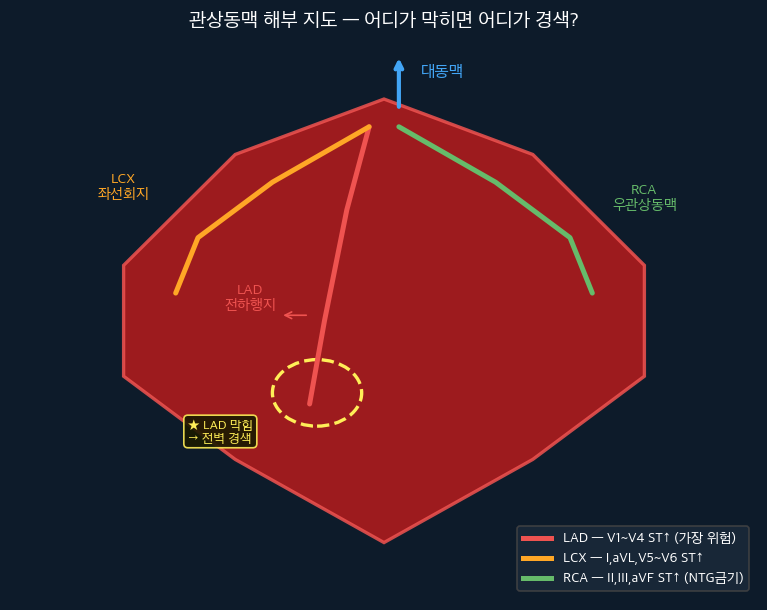 관상동맥 해부 지도 — 어디가 막히면 어디가 경색?
대동맥
LCX
좌선회지
RCA
우관상동맥
LAD
전하행지
★ LAD 막힘
→ 전벽 경색
LAD — V1~V4 ST↑ (가장 위험)
LCX — I,aVL,V5~V6 ST↑
RCA — II,III,aVF ST↑ (NTG금기)